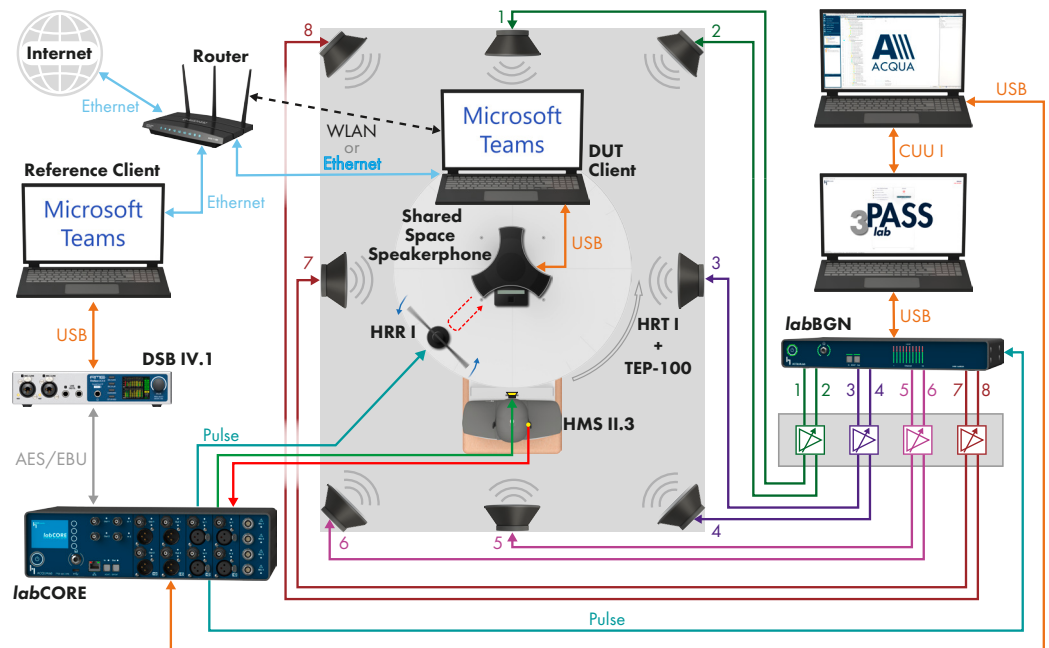 8
1
2
Internet
Router
ACQUA
USB
Ethernet
WLAN
or
Ethernet
Microsoft
Teams
DUT
Client
CUU I
Reference Client
Ethernet
Microsoft
Teams
Shared
Space
Speakerphone
USB
3PASS
lab
7
3
HRR I
HRT I
+
TEP-100
USB
labBGN
USB
DSB IV.1
1
2
3
4
5
6
7
8
HMS II.3
Pulse
AES/EBU
labCORE
6
5
4
labCORE
Pulse